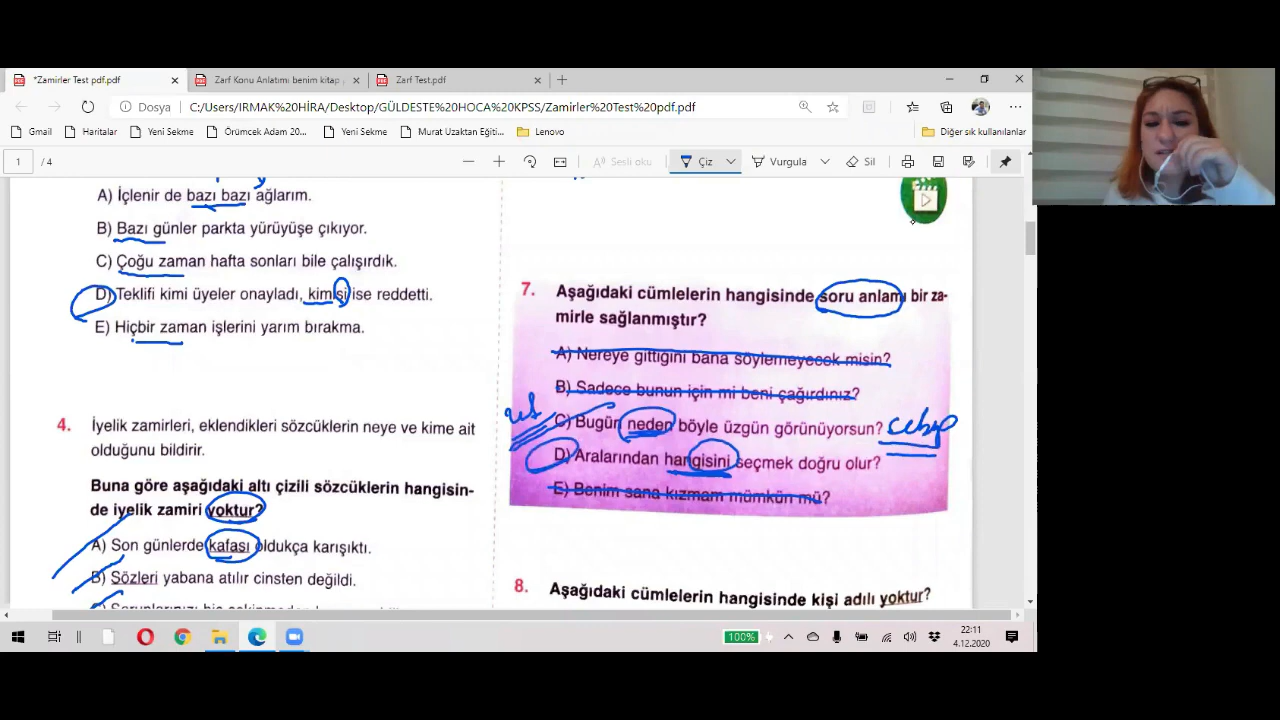 *Zamirler Test pdf.pdf
Zarf Konu Anlatımı benim kitap
Zarf Test.pdf
Dosya
C:/Users/IRMAK%20HİRA/Desktop/GÜLDESTE%20HOCA%20KPSS/Zamirler%20Test%20pdf.pdf
Gmail
Haritalar
Yeni Sekme
Örümcek Adam 20...
Yeni Sekme
Murat Uzaktan Eğiti...
Lenovo
Diğer sık kullanılanlar
1 / 4
Sesli oku
Çiz
Vurgula
Sil
A) İçlenir de bazı bazı ağlarım.
B) Bazı günler parkta yürüyüşe çıkıyor.
C) Çoğu zaman hafta sonları bile çalışırdık.
D) Teklifi kimi üyeler onayladı, kimisi ise reddetti.
E) Hiçbir zaman işlerini yarım bırakma.
4. İyelik zamirleri, eklendikleri sözcüklerin neye ve kime ait
olduğunu bildirir.
Buna göre aşağıdaki altı çizili sözcüklerin hangisin-
de iyelik zamiri yoktur?
A) Son günlerde kafası oldukça karışıktı.
B) Sözleri yabana atılır cinsten değildi.
7. Aşağıdaki cümlelerin hangisinde soru anlamı bir za-
mirle sağlanmıştır?
A) Nereye gittiğini bana söylemeyecek misin?
B) Sadece bunun için mi beni çağırdınız?
C) Bugün neden böyle üzgün görünüyorsun?
D) Aralarından hangisini seçmek doğru olur?
E) Benim sana kızmam mümkün mü?
8. Aşağıdaki cümlelerin hangisinde kişi adılı yoktur?
100%
22:11
4.12.2020